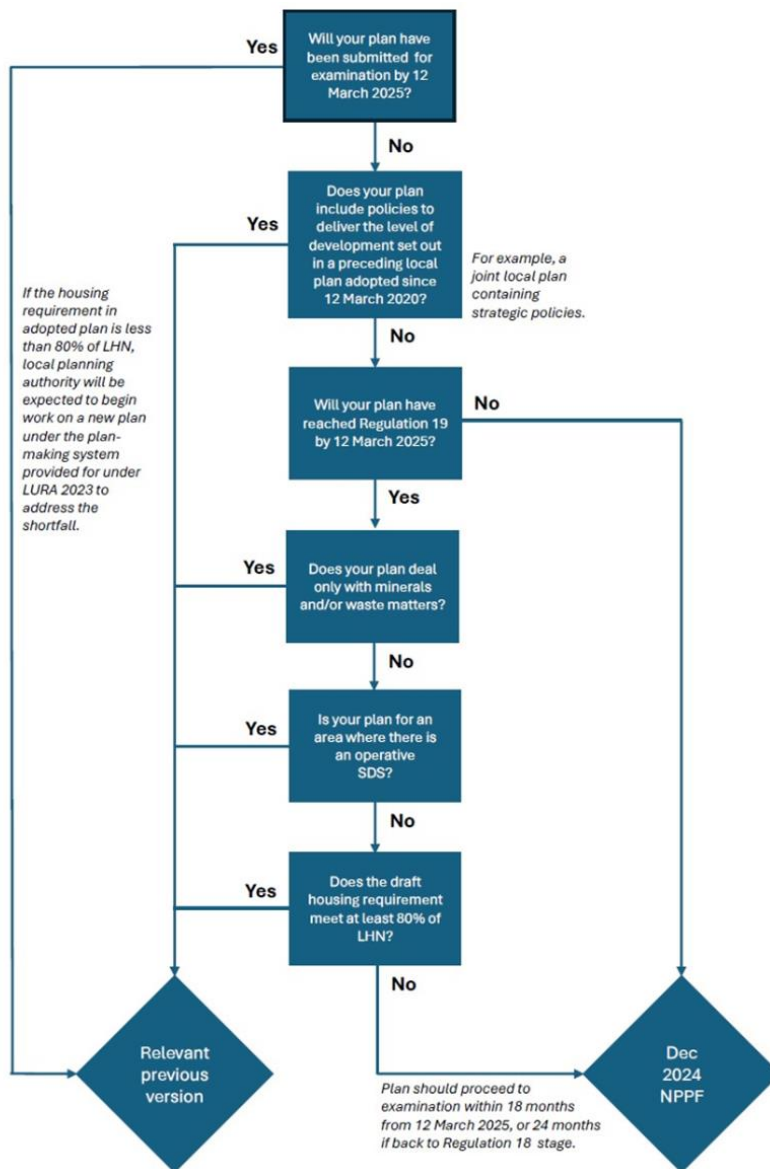 Yes
Will your plan have
been submitted for
examination by 12
March 2025?
No
Yes
Does your plan
include policies to
deliver the level of
development set out
in a preceding local
plan adopted since
12 March 2020?
For example, a
joint local plan
containing
strategic policies.
If the housing
requirement in
adopted plan is less
than 80% of LHN,
local planning
authority will be
expected to begin
work on a new plan
under the plan-
making system
provided for under
LURA 2023 to
address the
shortfall.
No
Will your plan have
reached Regulation 19
by 12 March 2025?
No
Yes
Yes
Does your plan deal
only with minerals
and/or waste matters?
No
Yes
Is your plan for an
area where there is
an operative
SDS?
No
Yes
Does the draft
housing requirement
meet at least 80% of
LHN?
No
Relevant
previous
version
Dec
2024
NPPF
Plan should proceed to
examination within 18 months
from 12 March 2025, or 24 months
if back to Regulation 18 stage.